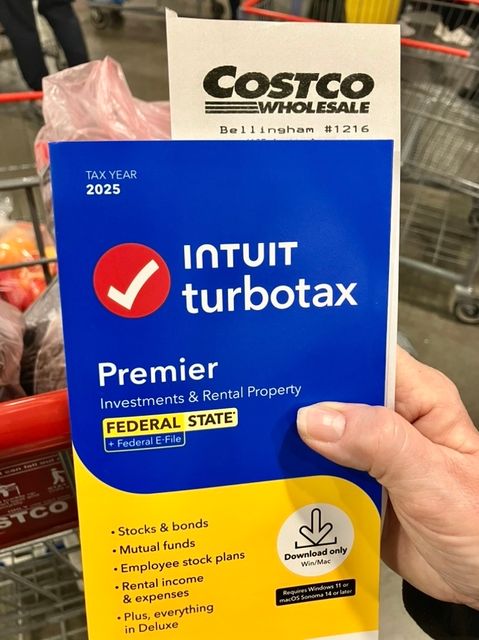 COSTCO
WHOLESALE
Bellingham #1216
TAX YEAR
2025
INTUIT
turbotax
Premier
Investments & Rental Property
FEDERAL STATE*
+ Federal E-File
• Stocks & bonds
• Mutual funds
• Employee stock plans
• Rental income
& expenses
• Plus, everything
in Deluxe
Download only
Win/Mac
Requires Windows 11 or
macOS Sonoma 14 or later